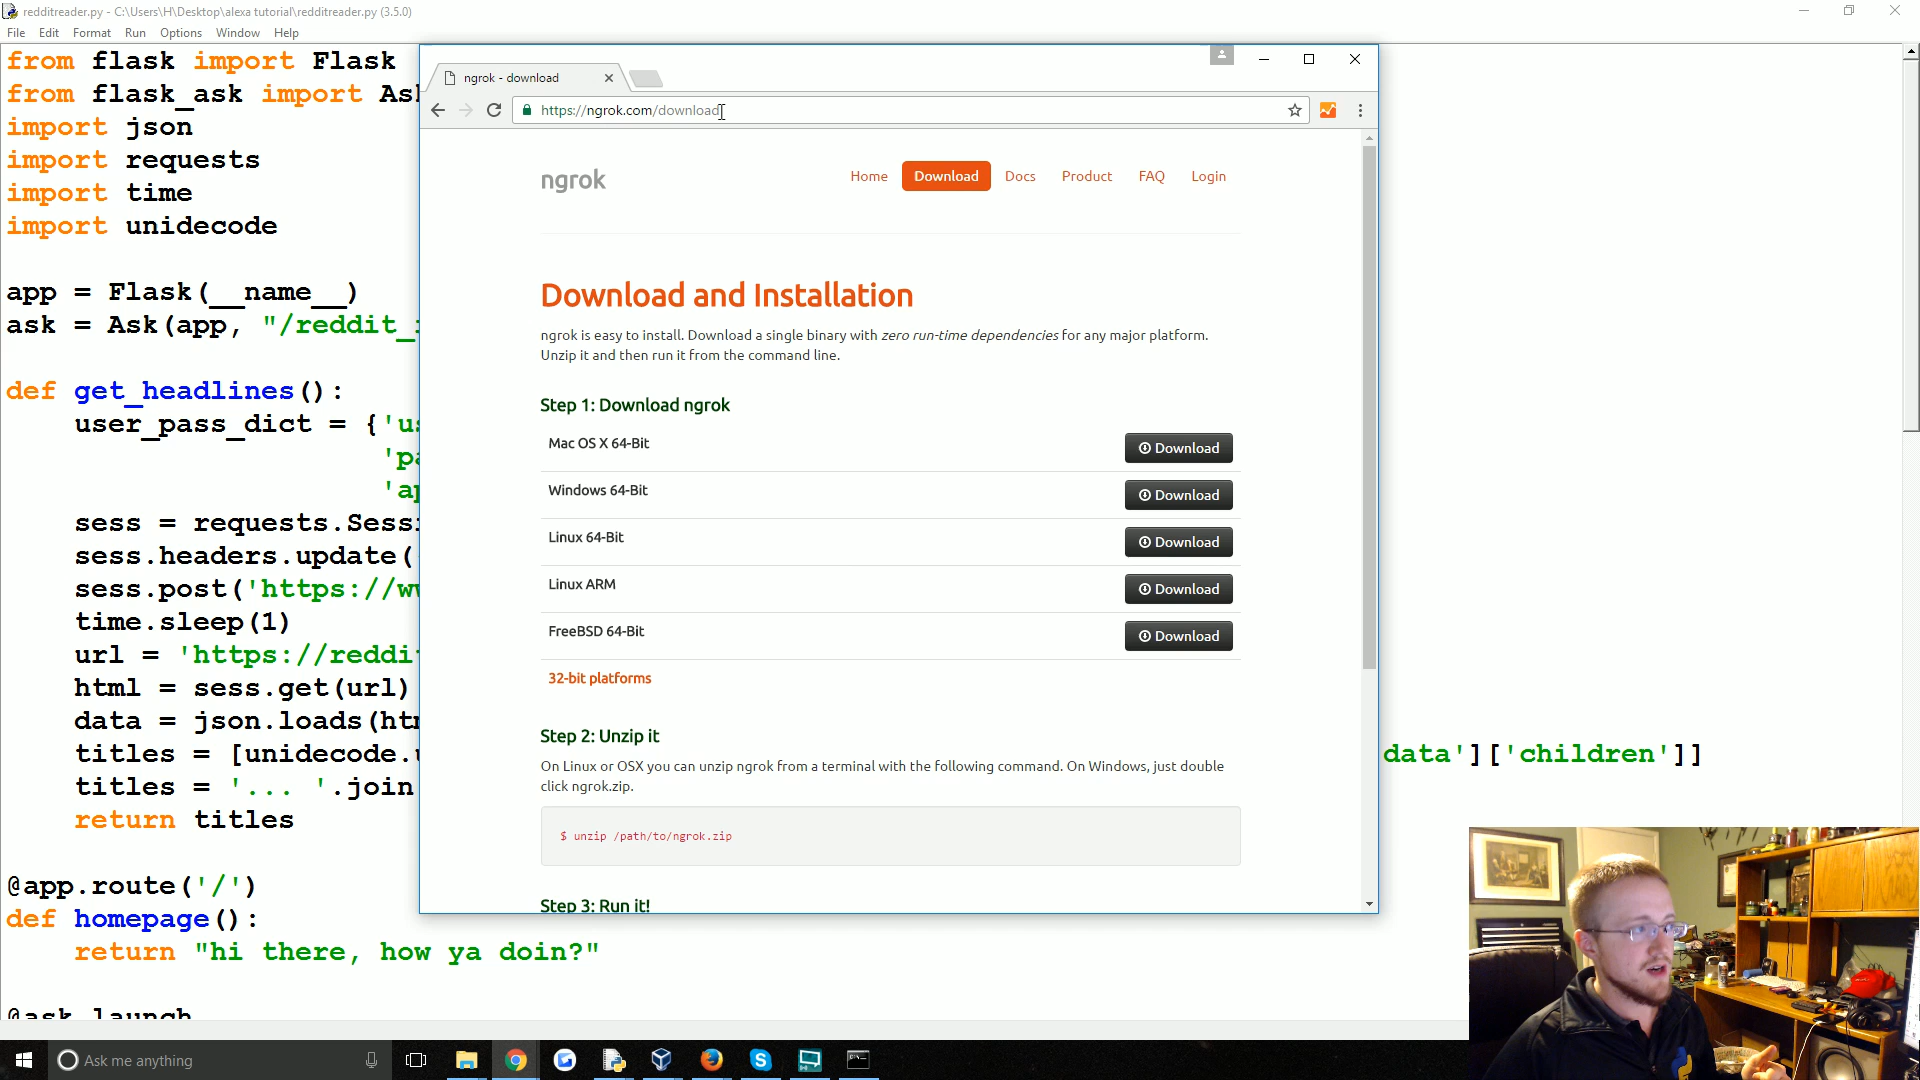 redditreader.py - C:\Users\H\Desktop\alexa tutorial\redditreader.py (3.5.0)
File Edit Format Run Options Window Help
from flask import Flask
from flask_ask import
import json
import requests
import time
import unidecode
app = Flask(__name__)
ask = Ask(app, "/reddit_
def get_headlines():
user_pass_dict = {
sess = requests.
sess.headers.update(
sess.post('https://
time.sleep(1)
url = 'https://
html = sess.get(url)
data = json.loads(
titles = [unidecode.
data']['children']]
titles = '... '.join
return titles
@app.route('/')
def homepage():
return "hi there, how ya doin?"
@ask.launch
ngrok - download
https://ngrok.com/download
ngrok
Home Download Docs Product FAQ Login
Download and Installation
ngrok is easy to install. Download a single binary with zero run-time dependencies for any major platform.
Unzip it and then run it from the command line.
Step 1: Download ngrok
Mac OS X 64-Bit Download
Windows 64-Bit Download
Linux 64-Bit Download
Linux ARM Download
FreeBSD 64-Bit Download
32-bit platforms
Step 2: Unzip it
On Linux or OSX you can unzip ngrok from a terminal with the following command. On Windows, just double
click ngrok.zip.
$ unzip /path/to/ngrok.zip
Step 3: Run it!
Ask me anything